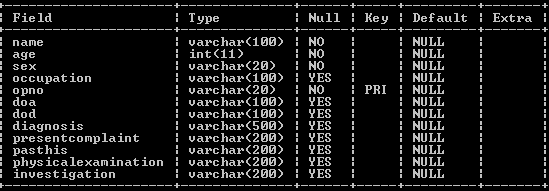 Field | Type | Null | Key | Default | Extra
name | varchar(100) | NO | | NULL |
age | int(11) | NO | | NULL |
sex | varchar(20) | NO | | NULL |
occupation | varchar(100) | YES | | NULL |
opno | varchar(20) | NO | PRI | NULL |
doa | varchar(100) | YES | | NULL |
dod | varchar(100) | YES | | NULL |
diagnosis | varchar(500) | YES | | NULL |
presentcomplaint | varchar(200) | YES | | NULL |
pasthis | varchar(200) | YES | | NULL |
physicalexamination | varchar(200) | YES | | NULL |
investigation | varchar(200) | YES | | NULL |